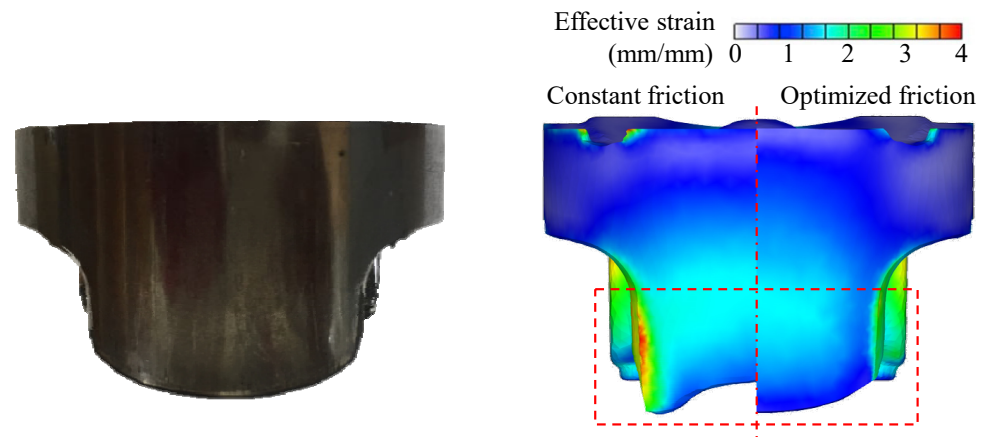 Effective strain
(mm/mm) 0 1 2 3 4
Constant friction Optimized friction